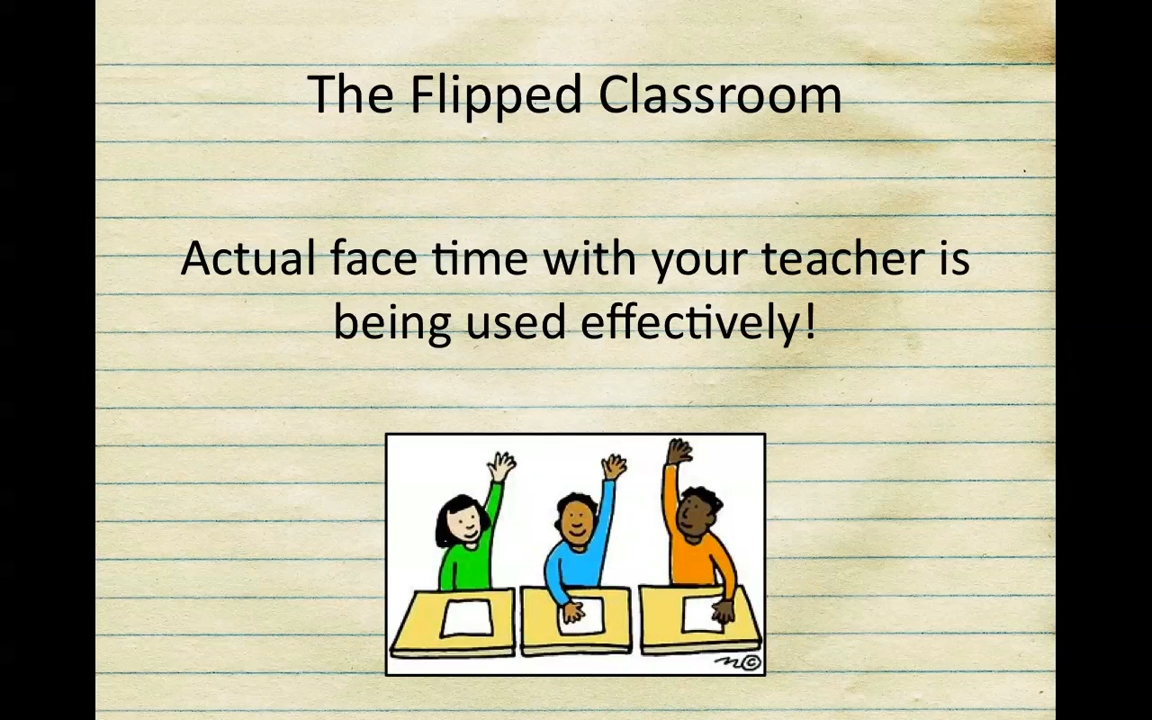 The Flipped Classroom
Actual face time with your teacher is
being used effectively!